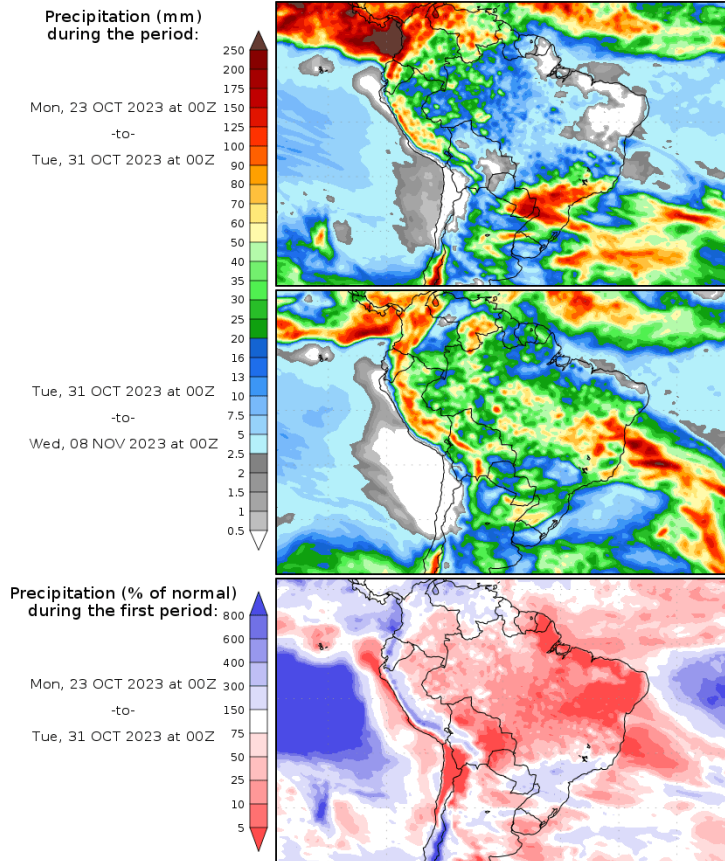 Precipitation (mm)
during the period:
Mon, 23 OCT 2023 at 00Z
-to-
Tue, 31 OCT 2023 at 00Z
250
200
175
150
125
100
90
80
70
60
50
40
35
30
25
20
16
13
10
7.5
5
2.5
2
1.5
1
0.5
Tue, 31 OCT 2023 at 00Z
-to-
Wed, 08 NOV 2023 at 00Z
Precipitation (% of normal)
during the first period:
Mon, 23 OCT 2023 at 00Z
-to-
Tue, 31 OCT 2023 at 00Z
800
600
400
300
150
75
50
25
10
5